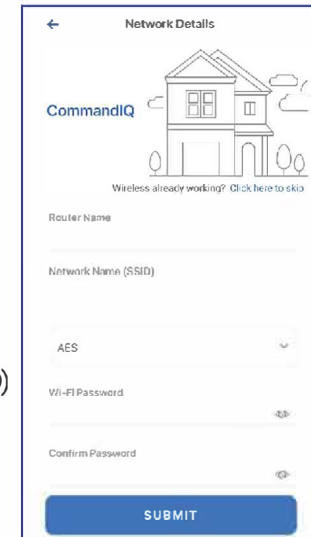 Network Details
CommandIQ
Wireless already working? Click here to skip
Router Name
Network Name (SSID)
AES
)
Wi-Fi Password
Confirm Password
SUBMIT